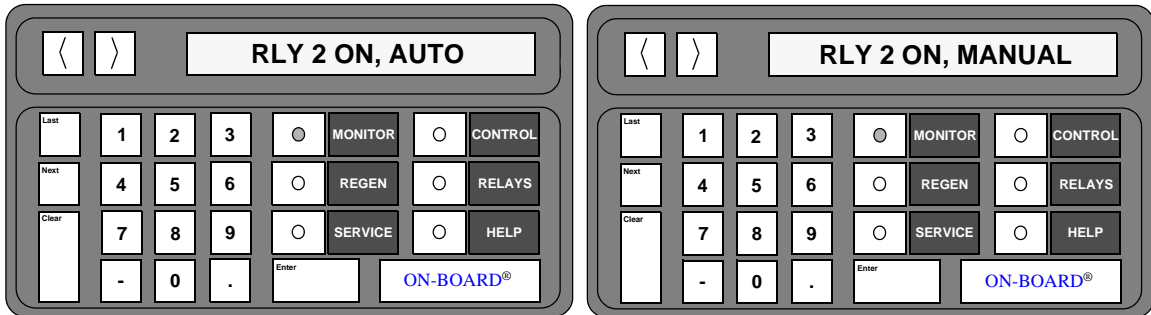 〈 〉 RLY 2 ON, AUTO
Last 1 2 3 MONITOR CONTROL
Next 4 5 6 REGEN RELAYS
Clear 7 8 9 SERVICE HELP
- 0 . Enter ON-BOARD®
〈 〉 RLY 2 ON, MANUAL
Last 1 2 3 MONITOR CONTROL
Next 4 5 6 REGEN RELAYS
Clear 7 8 9 SERVICE HELP
- 0 . Enter ON-BOARD®